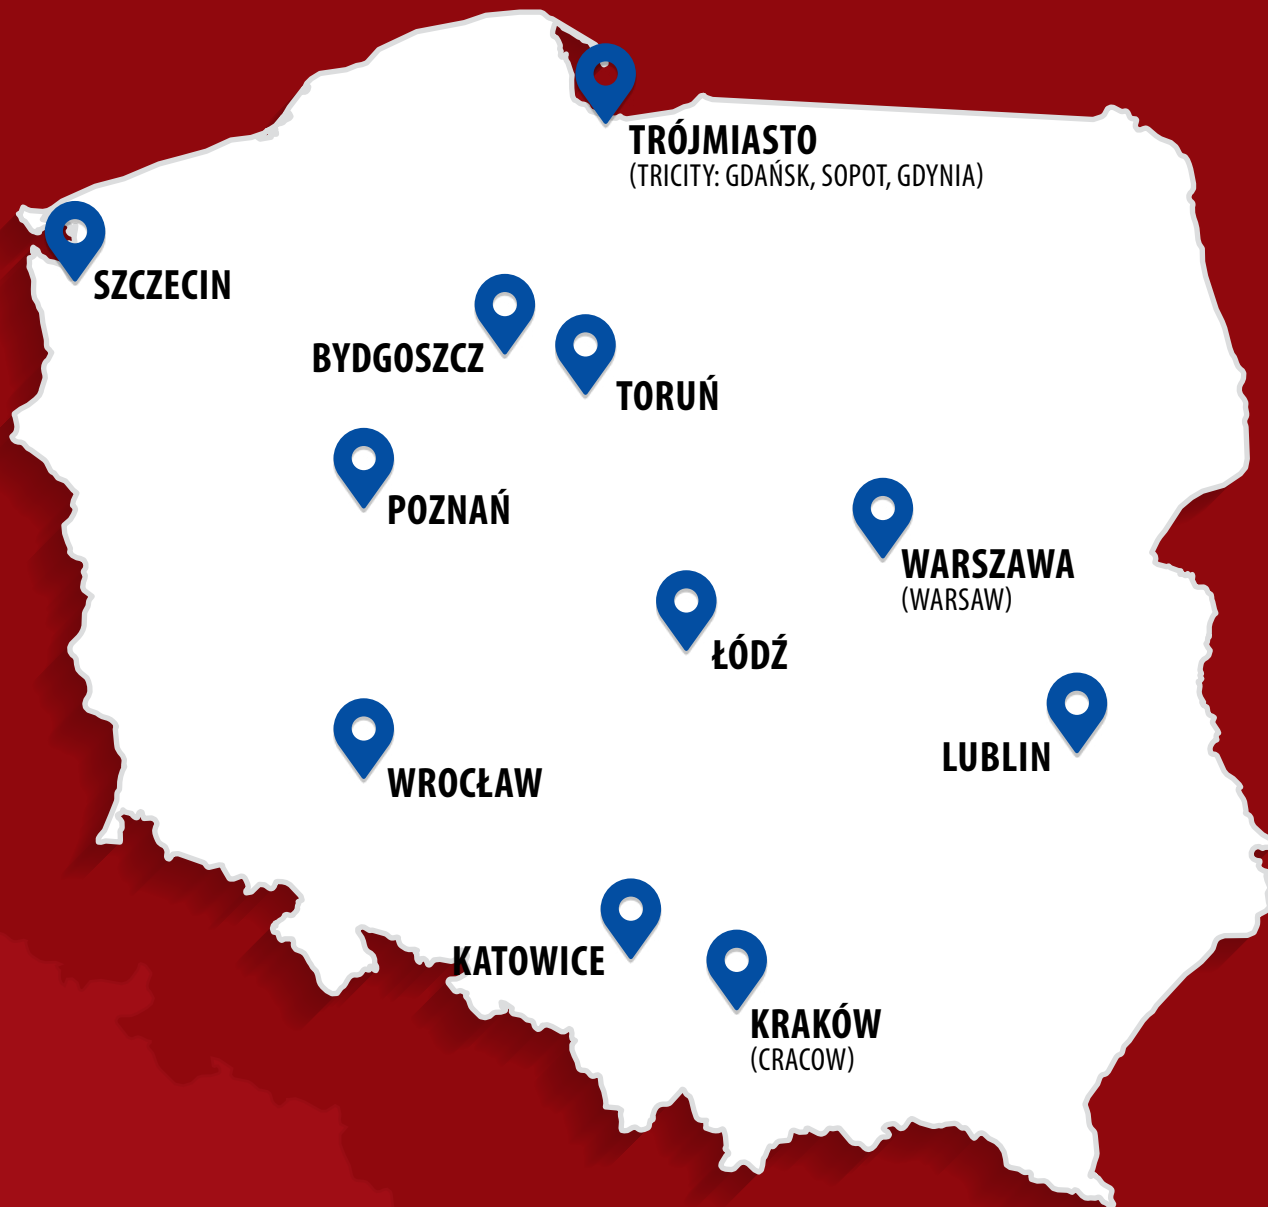 TRÓJMIASTO
(TRICITY: GDAŃSK, SOPOT, GDYNIA)
SZCZECIN
BYDGOSZCZ
TORUŃ
POZNAŃ
WARSZAWA
(WARSAW)
ŁÓDŹ
LUBLIN
WROCŁAW
KATOWICE
KRAKÓW
(CRACOW)